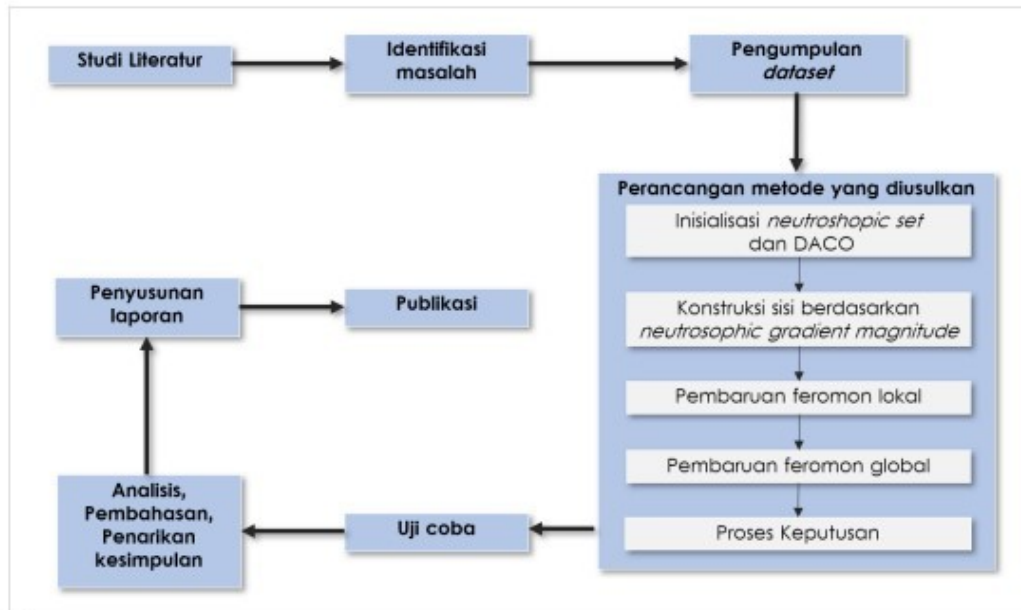 Studi Literatur
Identifikasi
masalah
Pengumpulan
dataset
Perancangan metode yang diusulkan
Inisialisasi neutroshopic set
dan DACO
Konstruksi sisi berdasarkan
neutrosophic gradient magnitude
Pembaruan feromon lokal
Pembaruan feromon global
Proses Keputusan
Uji coba
Analisis,
Pembahasan,
Penarikan
kesimpulan
Penyusunan
laporan
Publikasi